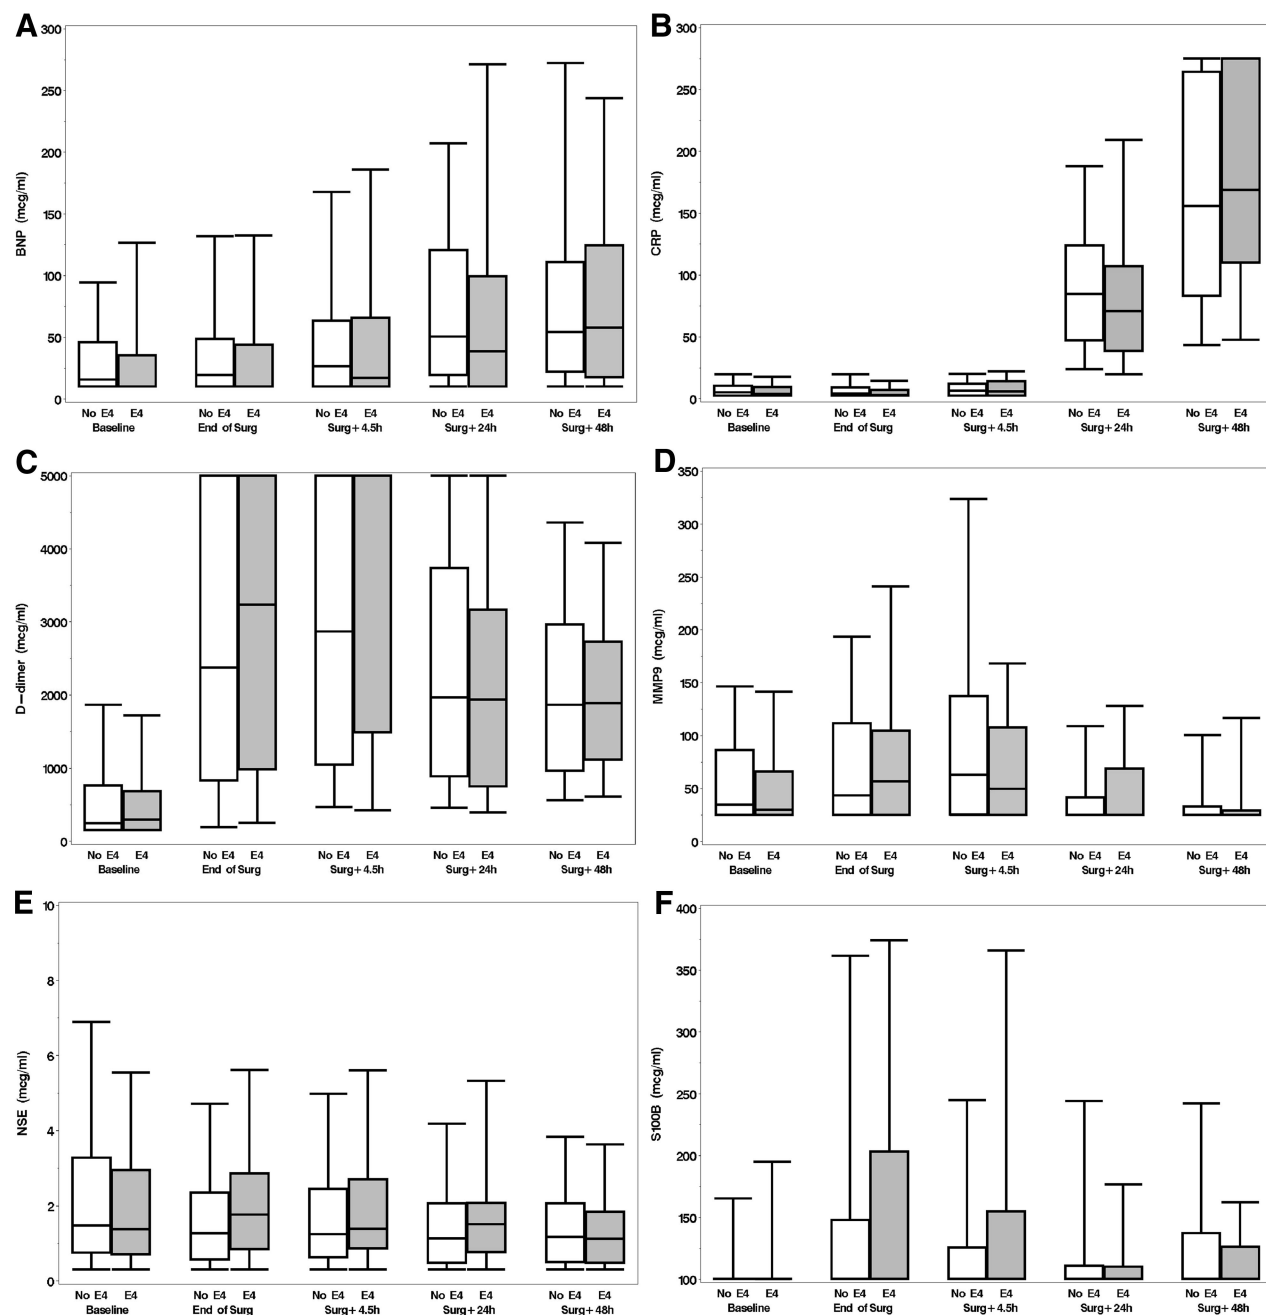 A
300
250
200
150
100
50
0
BNP (mcg/ml)
No E4 E4 No E4 E4 No E4 E4 No E4 E4 No E4 E4
Baseline End of Surg Surg+ 4.5h Surg+ 24h Surg+ 48h
B
300
250
200
150
100
50
0
CRP (mcg/ml)
No E4 E4 No E4 E4 No E4 E4 No E4 E4 No E4 E4
Baseline End of Surg Surg+ 4.5h Surg+ 24h Surg+ 48h
C
5000
4000
3000
2000
1000
0
D−dimer (mcg/ml)
No E4 E4 No E4 E4 No E4 E4 No E4 E4 No E4 E4
Baseline End of Surg Surg+ 4.5h Surg+ 24h Surg+ 48h
D
350
300
250
200
150
100
50
0
MMP9 (mcg/ml)
No E4 E4 No E4 E4 No E4 E4 No E4 E4 No E4 E4
Baseline End of Surg Surg+ 4.5h Surg+ 24h Surg+ 48h
E
10
8
6
4
2
0
NSE (mcg/ml)
No E4 E4 No E4 E4 No E4 E4 No E4 E4 No E4 E4
Baseline End of Surg Surg+ 4.5h Surg+ 24h Surg+ 48h
F
400
350
300
250
200
150
100
S100B (mcg/ml)
No E4 E4 No E4 E4 No E4 E4 No E4 E4 No E4 E4
Baseline End of Surg Surg+ 4.5h Surg+ 24h Surg+ 48h